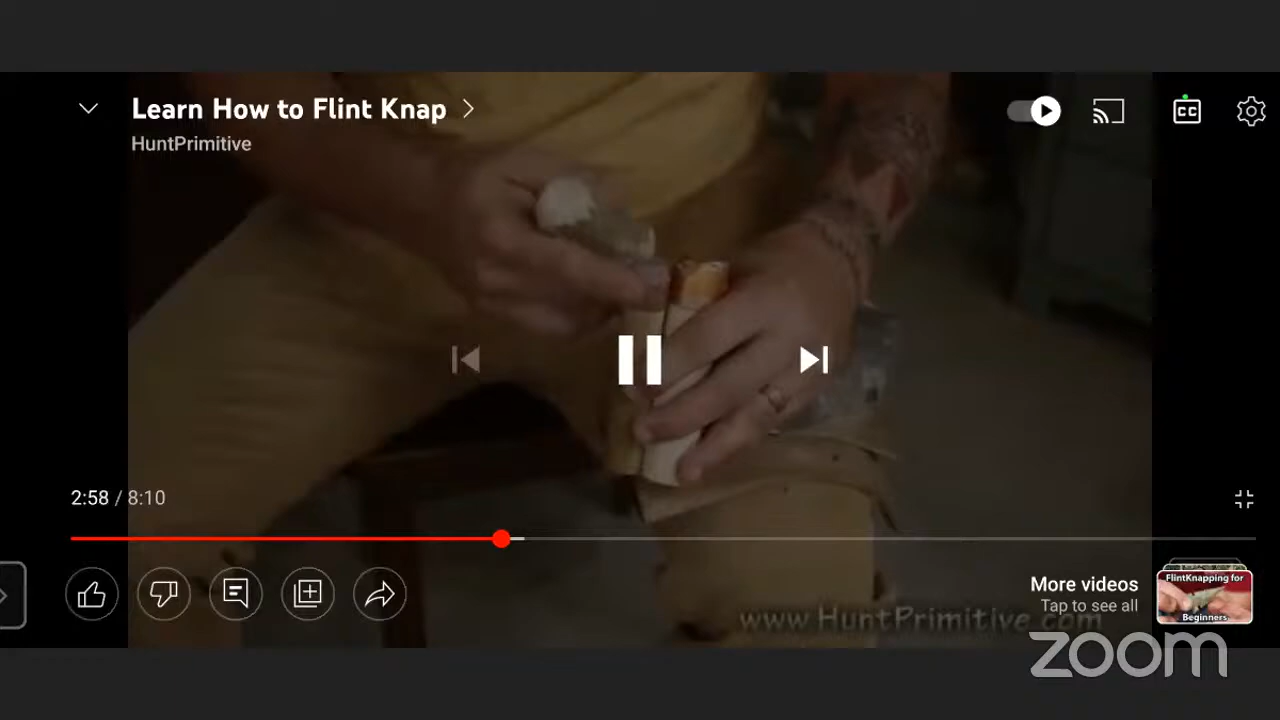 Learn How to Flint Knap
HuntPrimitive
CC
2:58 / 8:10
More videos
Tap to see all
FlintKnapping for
Beginners
www.HuntPrimitive.com
zoom